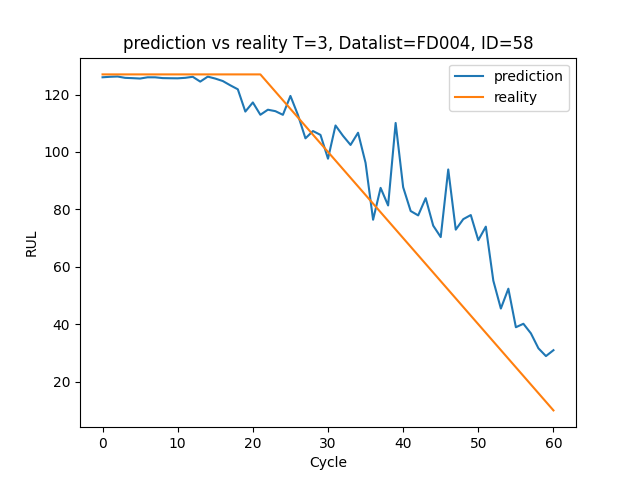 prediction vs reality T=3, Datalist=FD004, ID=58
prediction
reality
RUL
120
100
80
60
40
20
0 10 20 30 40 50 60
Cycle